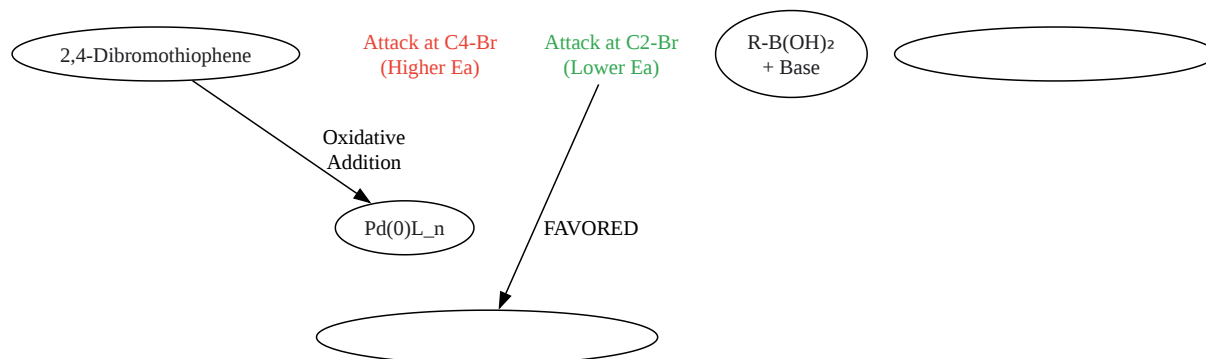 2,4-Dibromothiophene
Attack at C4-Br
(Higher Ea)
Attack at C2-Br
(Lower Ea)
R-B(OH)₂
+ Base
Oxidative
Addition
Pd(0)L_n
FAVORED